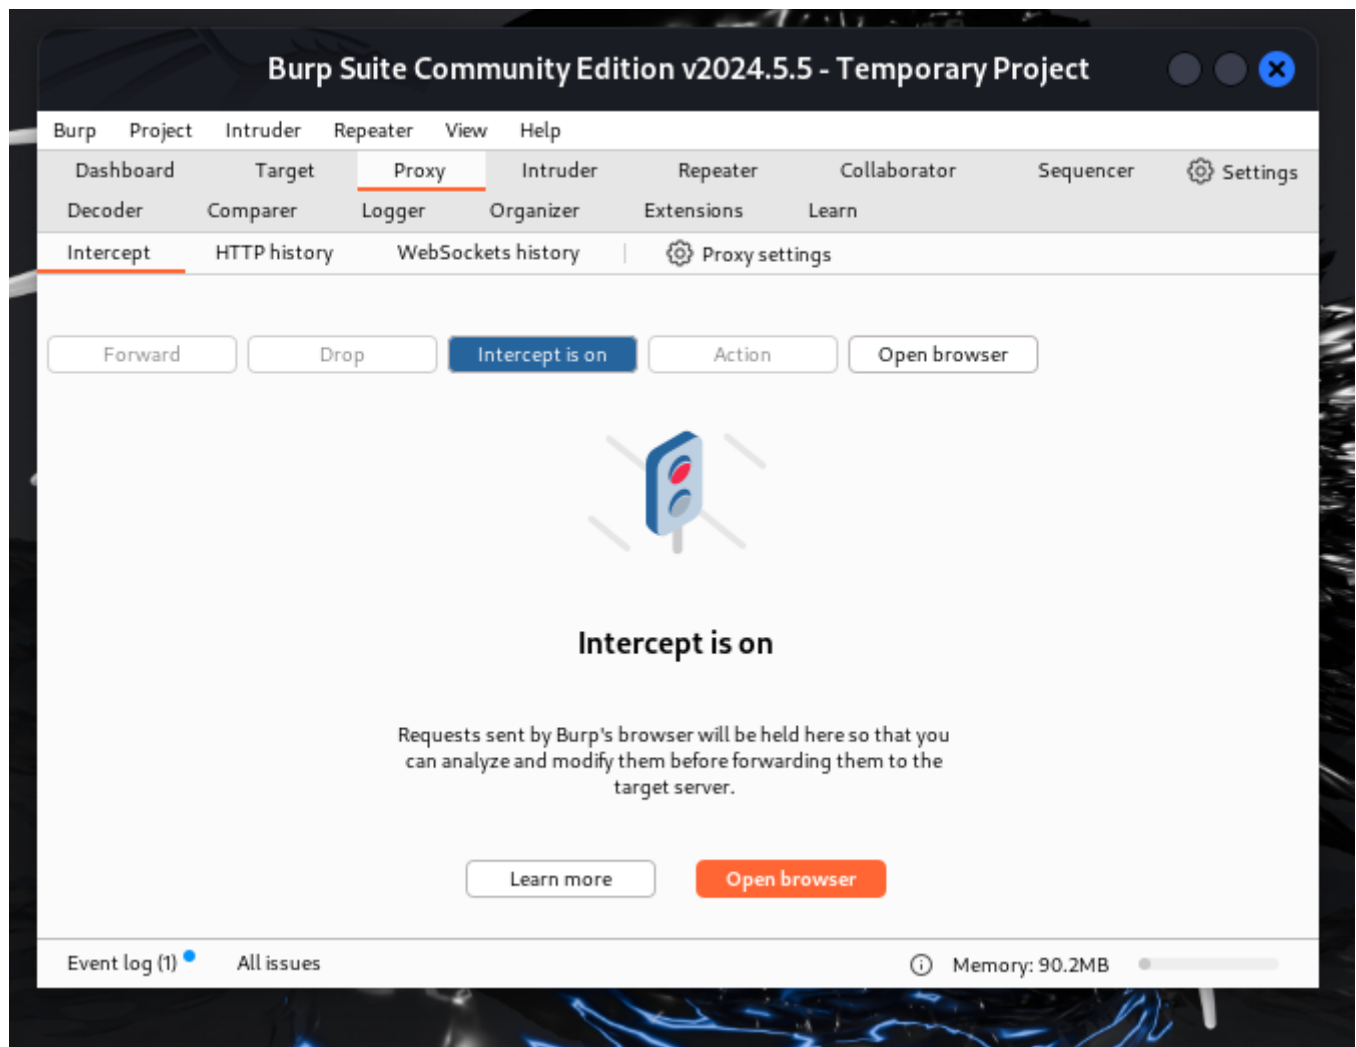 Burp Suite Community Edition v2024.5.5 - Temporary Project
Burp Project Intruder Repeater View Help
Dashboard Target Proxy Intruder Repeater Collaborator Sequencer Settings
Decoder Comparer Logger Organizer Extensions Learn
Intercept HTTP history WebSockets history Proxy settings
Forward Drop Intercept is on Action Open browser
Intercept is on
Requests sent by Burp's browser will be held here so that you
can analyze and modify them before forwarding them to the
target server.
Learn more Open browser
Event log (1) All issues Memory: 90.2MB